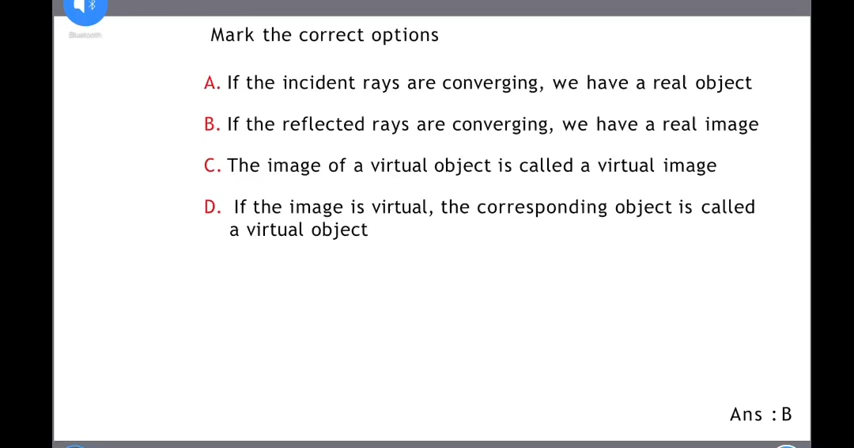 Bluetooth
Mark the correct options
A. If the incident rays are converging, we have a real object
B. If the reflected rays are converging, we have a real image
C. The image of a virtual object is called a virtual image
D. If the image is virtual, the corresponding object is called
a virtual object
Ans : B